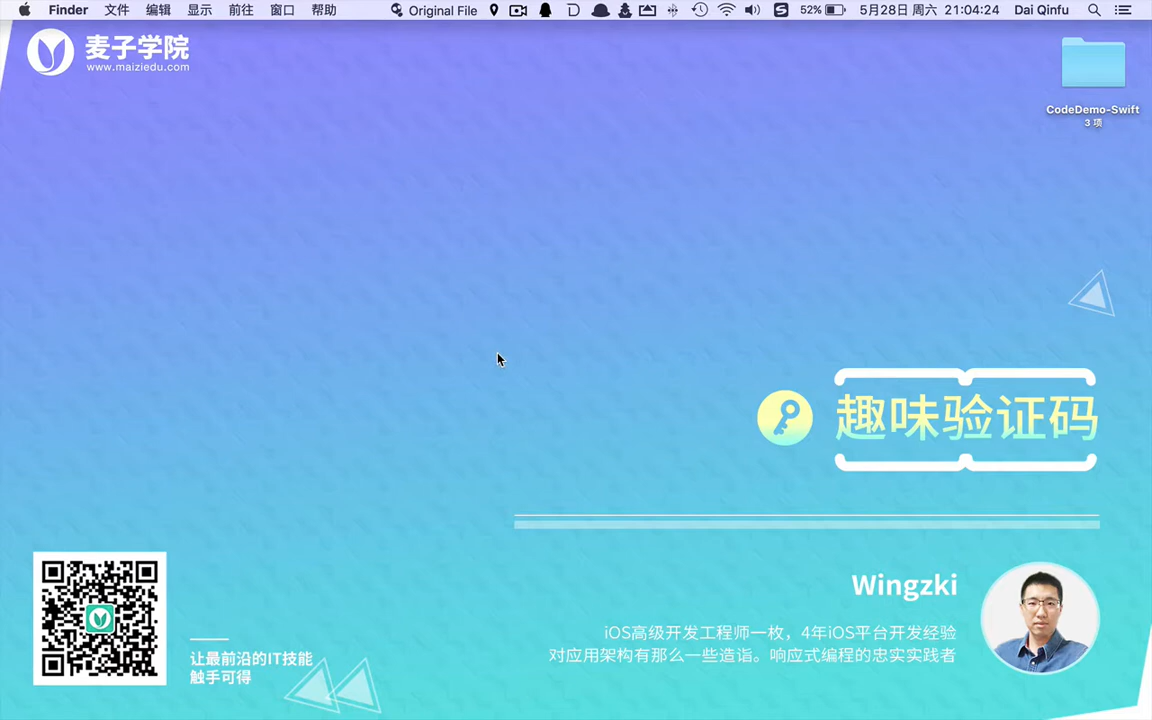 Finder 文件 编辑 显示 前往 窗口 帮助 Original File 52% 5月28日 周六 21:04:24 Dai Qinfu
麦子学院
www.maiziedu.com
CodeDemo-Swift
3 项
趣味验证码
Wingzki
iOS高级开发工程师一枚，4年iOS平台开发经验
对应用架构有那么一些造诣。响应式编程的忠实实践者
让最前沿的IT技能
触手可得